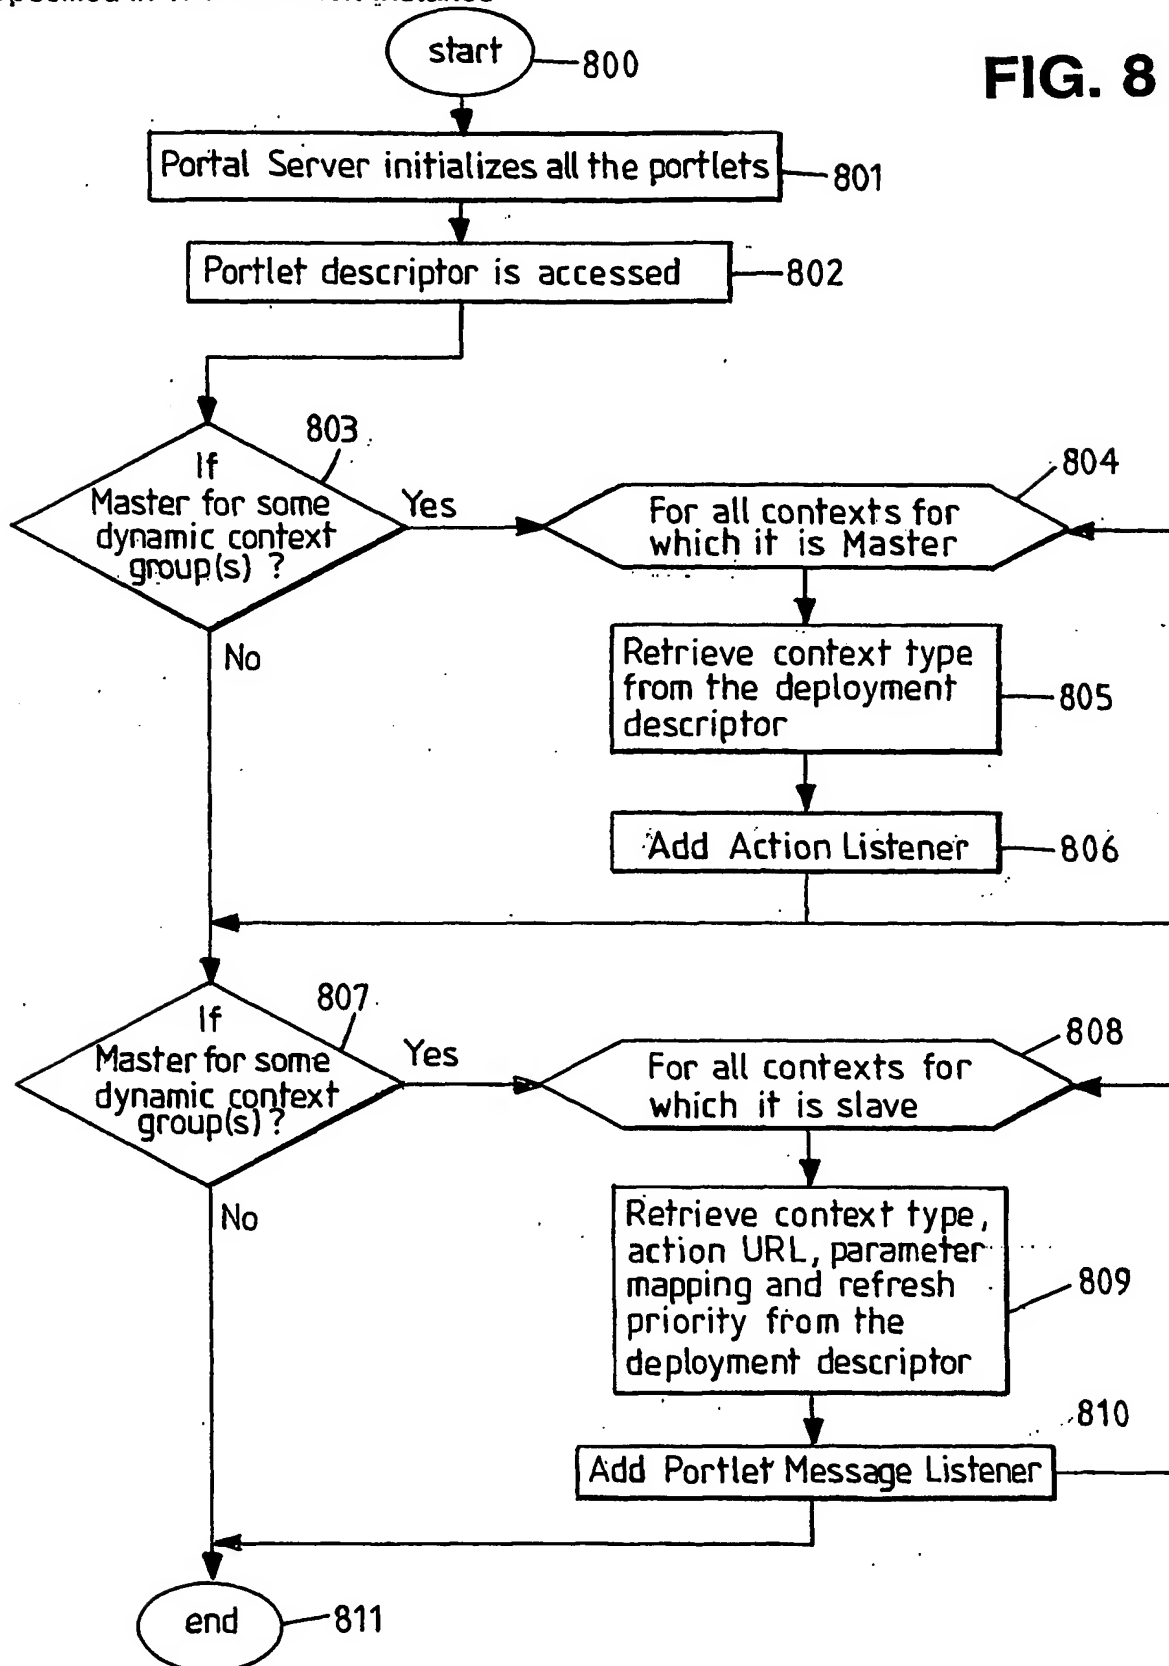 start
800
FIG. 8
Portal Server initializes all the portlets
801
Portlet descriptor is accessed
802
803
If
Master for some
dynamic context
group(s) ?
Yes
No
804
For all contexts for
which it is Master
Retrieve context type
from the deployment
descriptor
805
Add Action Listener
806
807
If
Master for some
dynamic context
group(s) ?
Yes
No
808
For all contexts for
which it is slave
Retrieve context type,
action URL, parameter
mapping and refresh
priority from the
deployment descriptor
809
810
Add Portlet Message Listener
end
811